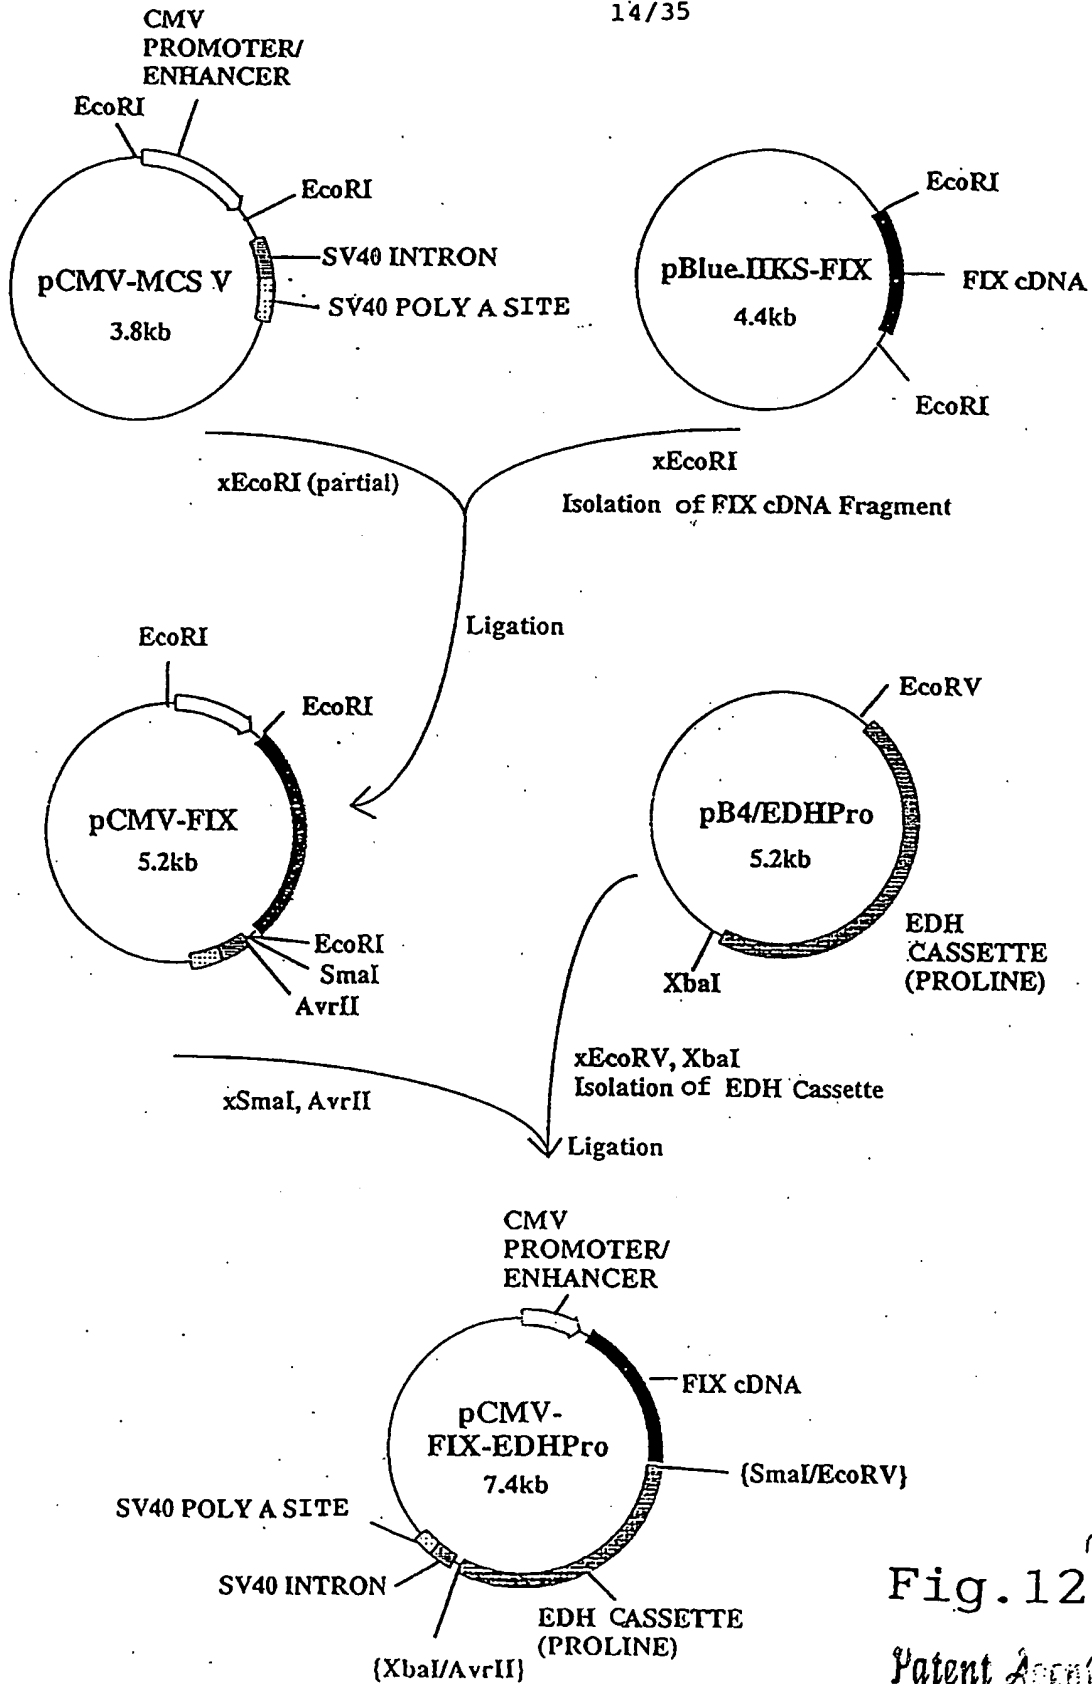 14/35
CMV
PROMOTER/
ENHANCER
EcoRI
EcoRI
SV40 INTRON
SV40 POLY A SITE
pCMV-MCS V
3.8kb
EcoRI
pBlue-IIKS-FIX
4.4kb
FIX cDNA
EcoRI
xEcoRI (partial)
xEcoRI
Isolation of FIX cDNA Fragment
Ligation
EcoRI
EcoRI
pCMV-FIX
5.2kb
EcoRI
SmaI
AvrII
EcoRV
pB4/EDHPro
5.2kb
XbaI
EDH
CASSETTE
(PROLINE)
xSmaI, AvrII
xEcoRV, XbaI
Isolation of EDH Cassette
Ligation
CMV
PROMOTER/
ENHANCER
FIX cDNA
pCMV-
FIX-EDHPro
7.4kb
{SmaI/EcoRV}
SV40 POLY A SITE
SV40 INTRON
EDH CASSETTE
(PROLINE)
{XbaI/AvrII}
Fig.12
Patent